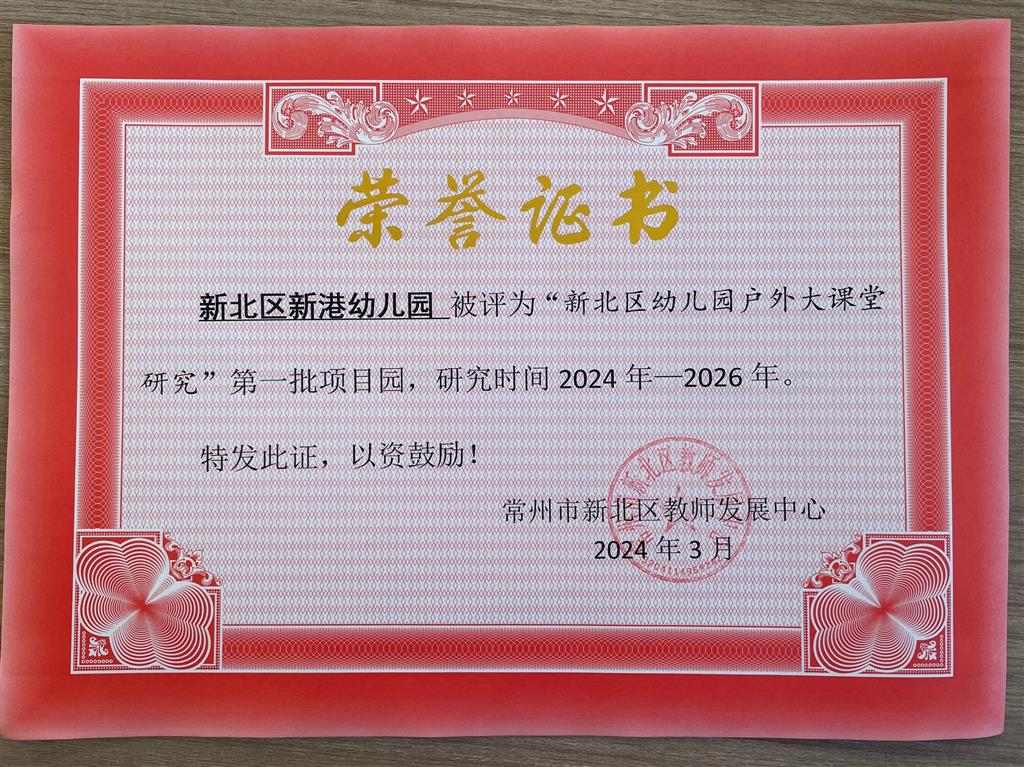 荣誉证书
新北区新港幼儿园 被评为“新北区幼儿园户外大课堂
研究”第一批项目园，研究时间 2024 年—2026 年。
特发此证，以资鼓励！
常州市新北区教师发展中心
2024 年 3 月